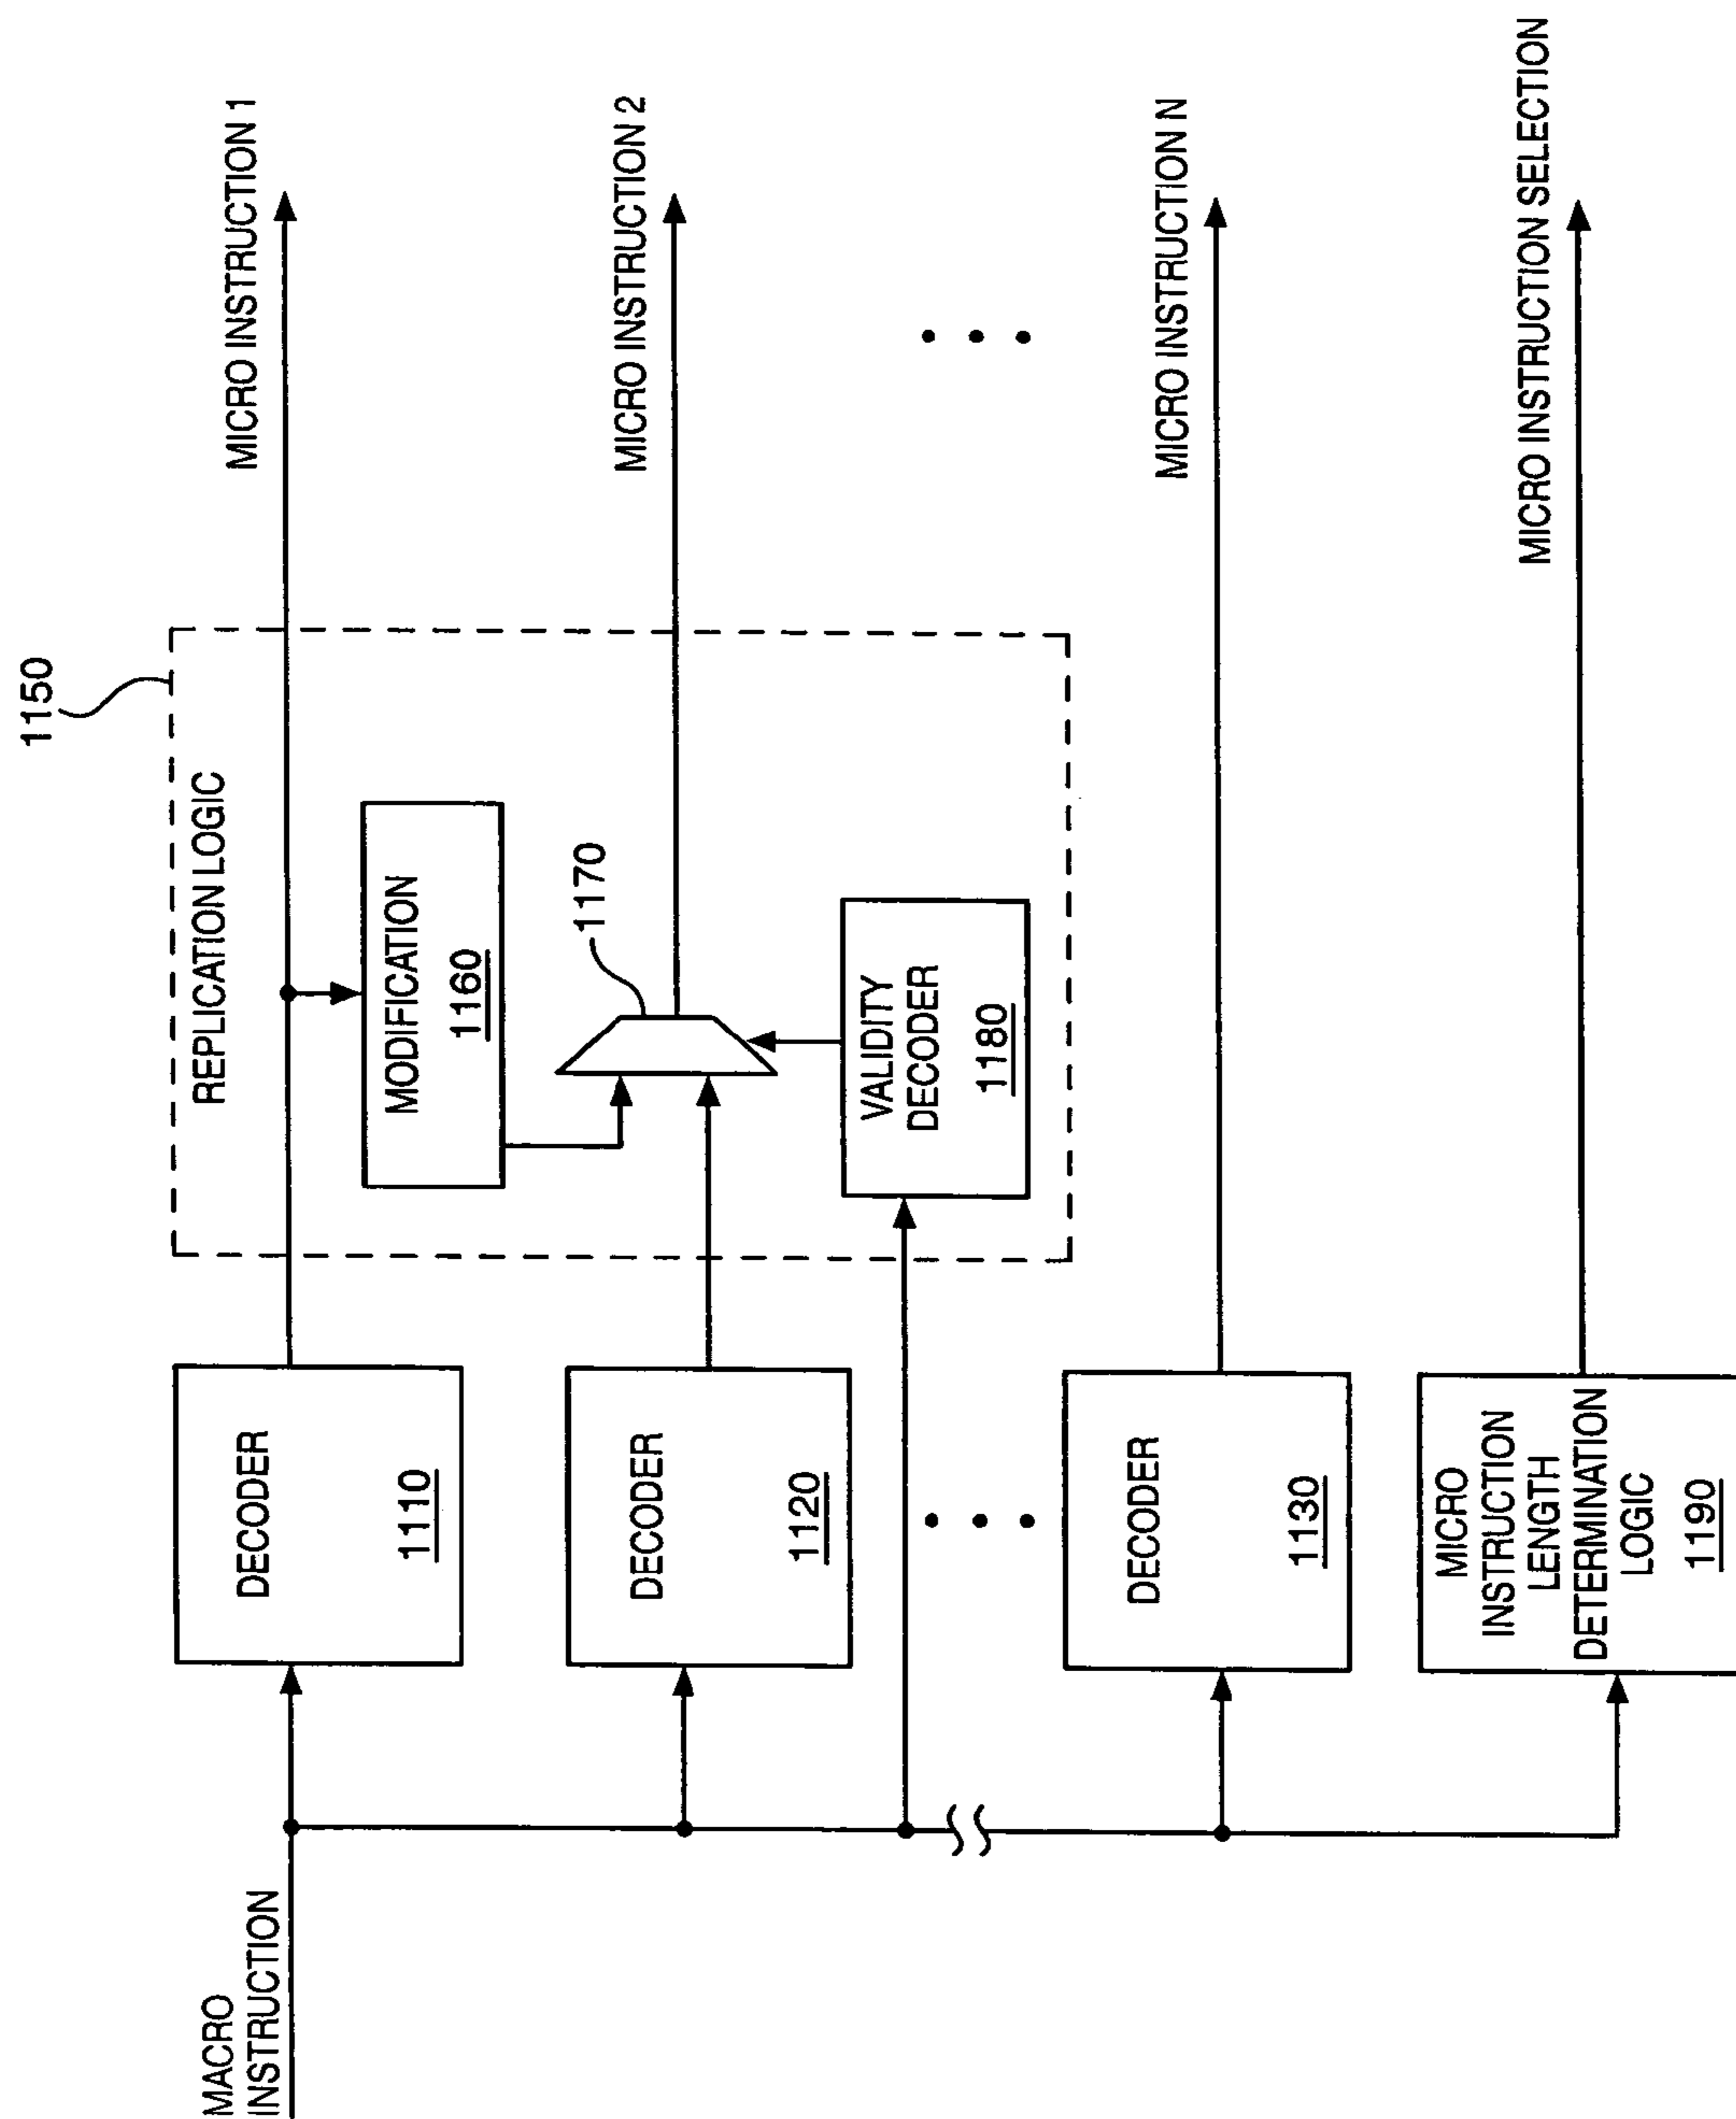 MACRO
INSTRUCTION
DECODER
1110
DECODER
1120
DECODER
1130
MICRO
INSTRUCTION
LENGTH
DETERMINATION
LOGIC
1190
1150
REPLICATION LOGIC
MODIFICATION
1160
1170
VALIDITY
DECODER
1180
MICRO INSTRUCTION 1
MICRO INSTRUCTION 2
MICRO INSTRUCTION N
MICRO INSTRUCTION SELECTION